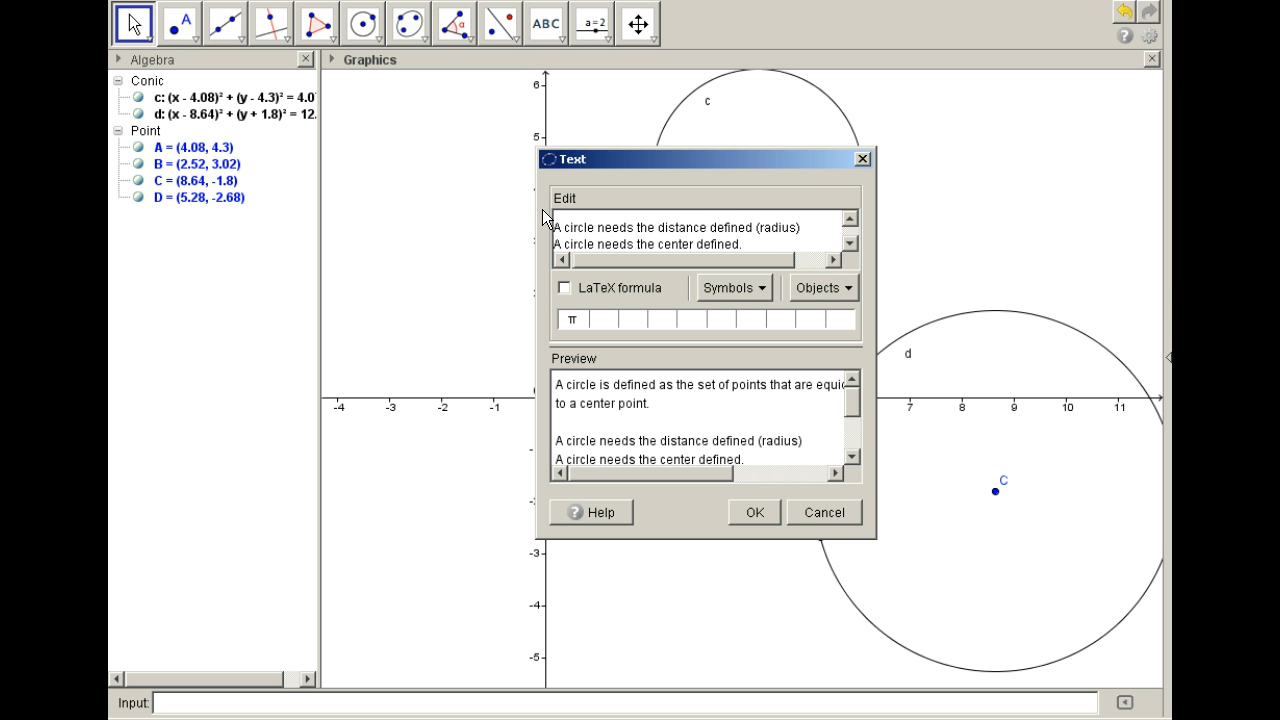 A
ABC
a=2
Algebra
Graphics
Conic
c: (x - 4.08)² + (y - 4.3)² = 4.0
d: (x - 8.64)² + (y + 1.8)² = 12.
Point
A = (4.08, 4.3)
B = (2.52, 3.02)
C = (8.64, -1.8)
D = (5.28, -2.68)
6
5
c
Text
Edit
A circle needs the distance defined (radius)
A circle needs the center defined.
LaTeX formula
Symbols
Objects
π
Preview
A circle is defined as the set of points that are equi
to a center point.
A circle needs the distance defined (radius)
A circle needs the center defined.
Help
OK
Cancel
d
-4 -3 -2 -1 7 8 9 10 11
C
-3
-4
-5
Input: